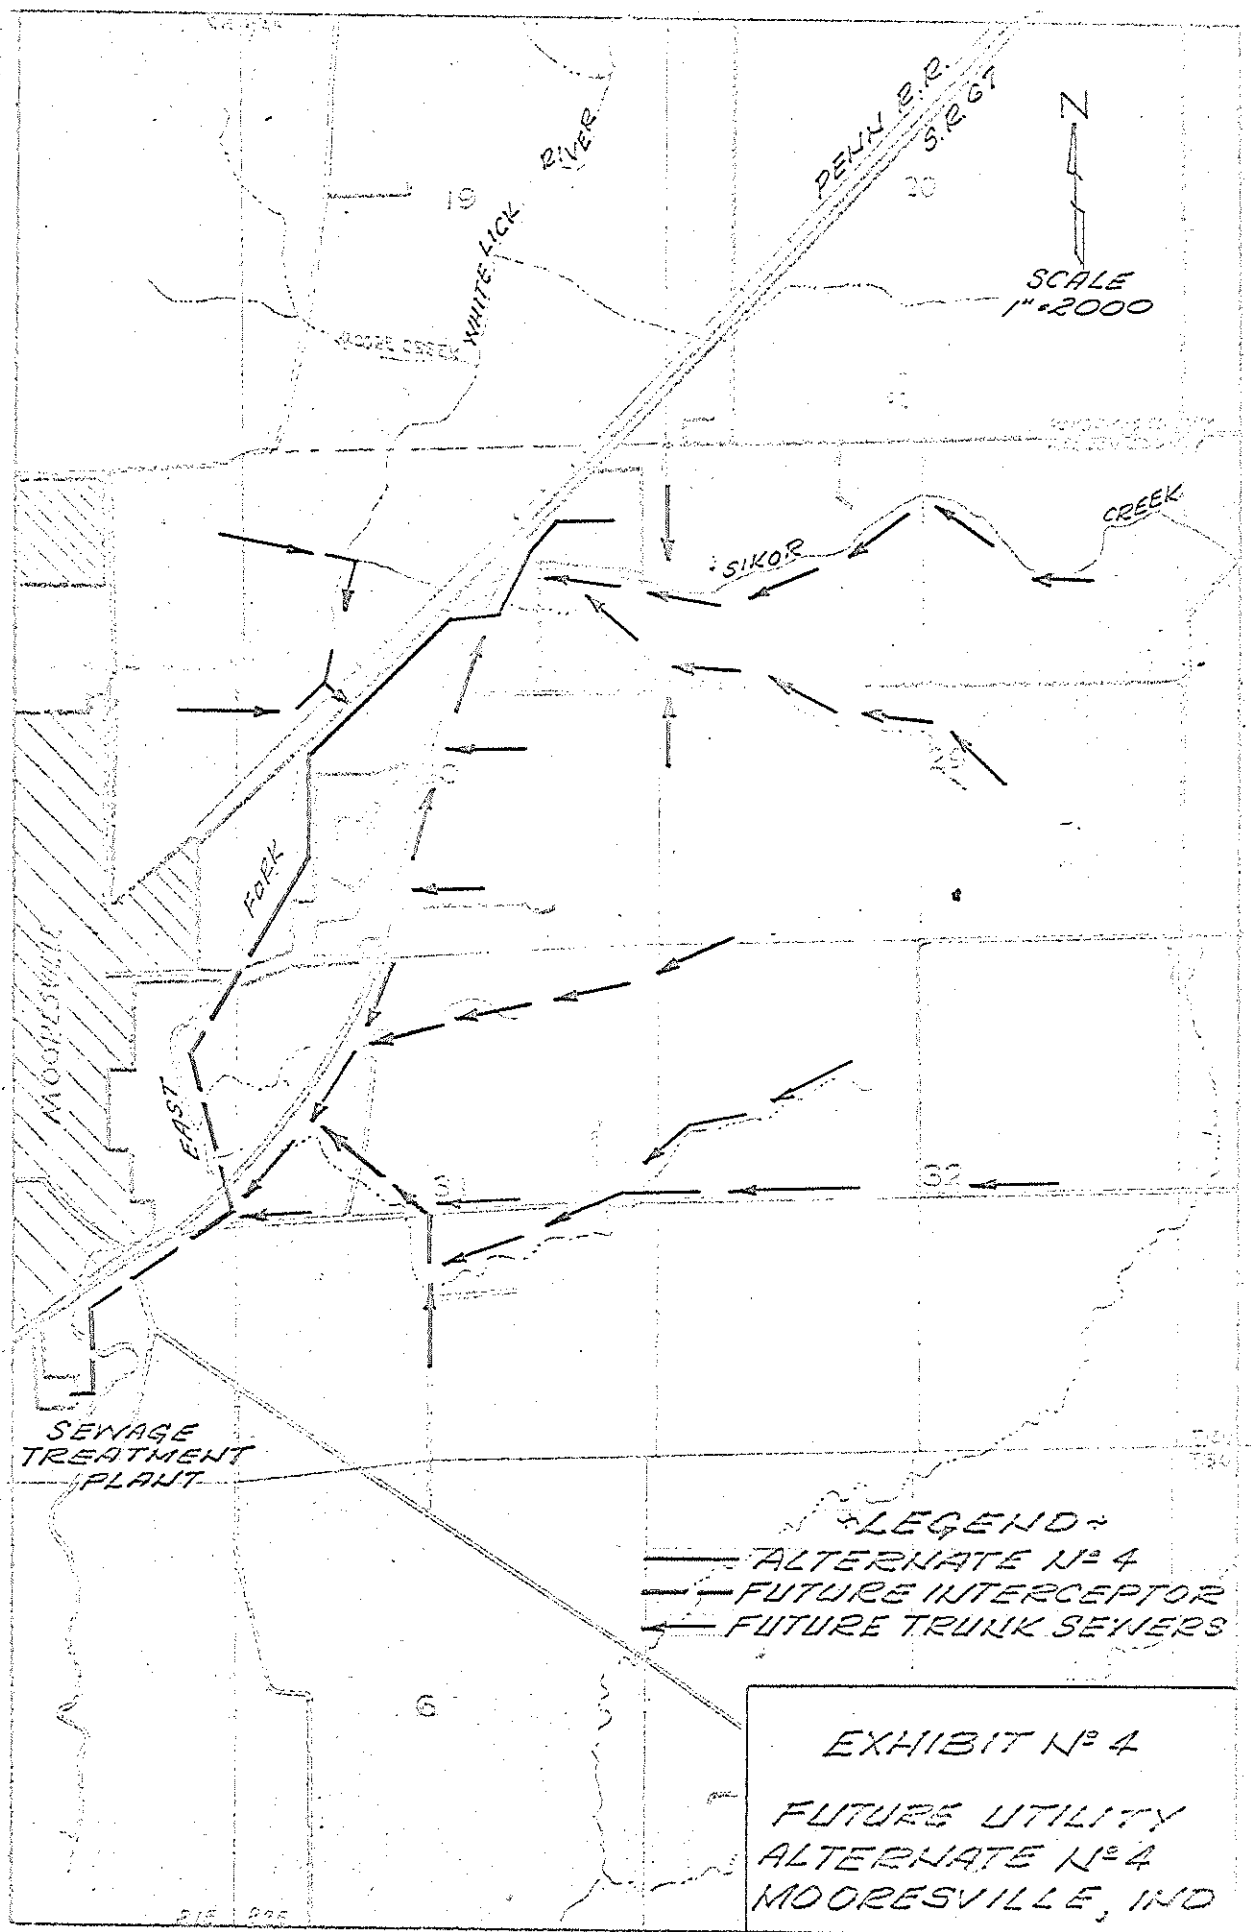 PENN R.R.
S.R. 67
N
SCALE
1"=2000
19
20
WHITE LICK RIVER
SIKOR CREEK
29
FORK
EAST
MOORESVILLE
31
32
SEWAGE
TREATMENT
PLANT
~LEGEND~
ALTERNATE Nº 4
FUTURE INTERCEPTOR
FUTURE TRUNK SEWERS
6
EXHIBIT Nº 4
FUTURE UTILITY
ALTERNATE Nº 4
MOORESVILLE, IND